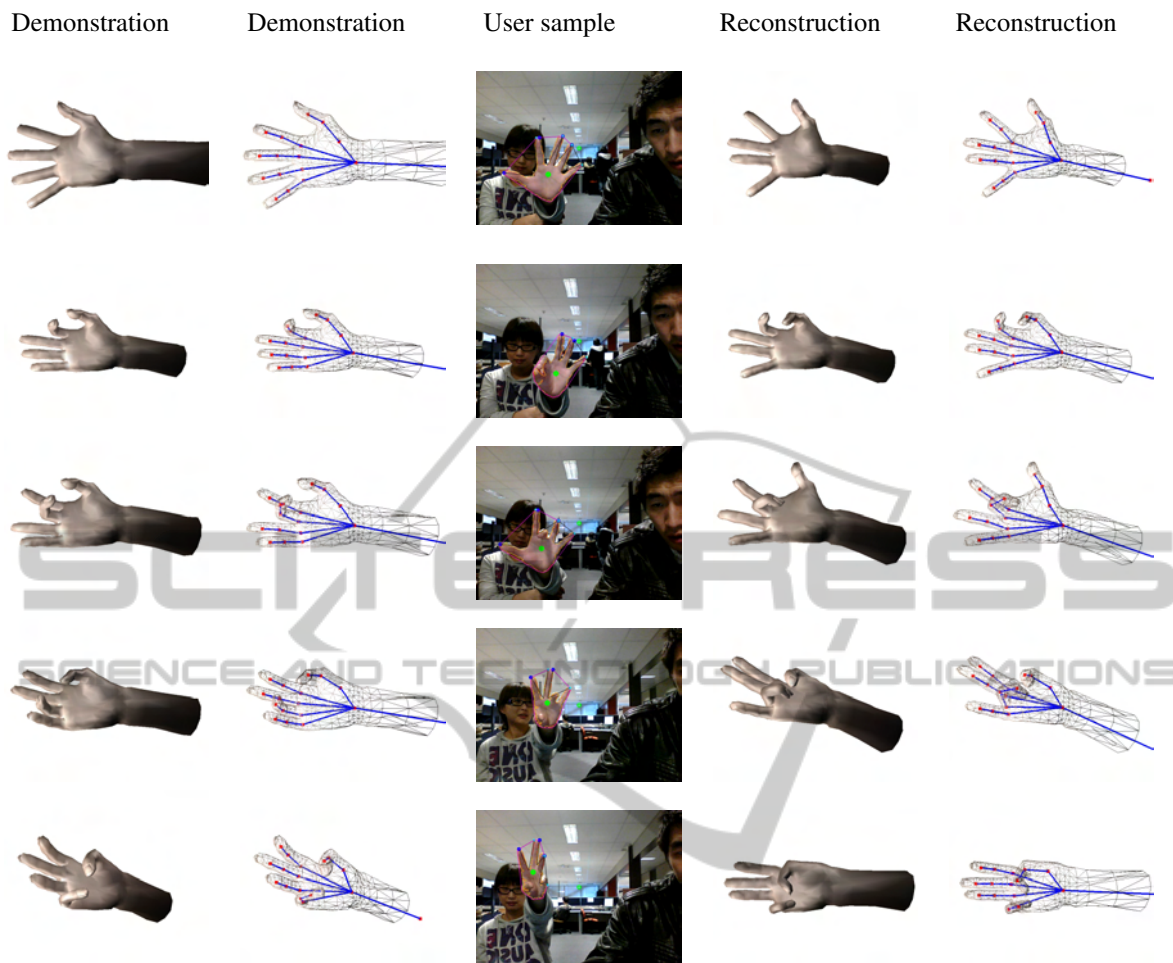 Demonstration Demonstration User sample Reconstruction Reconstruction
SCITEPRESS
SCIENCE AND TECHNOLOGY PUBLICATIONS